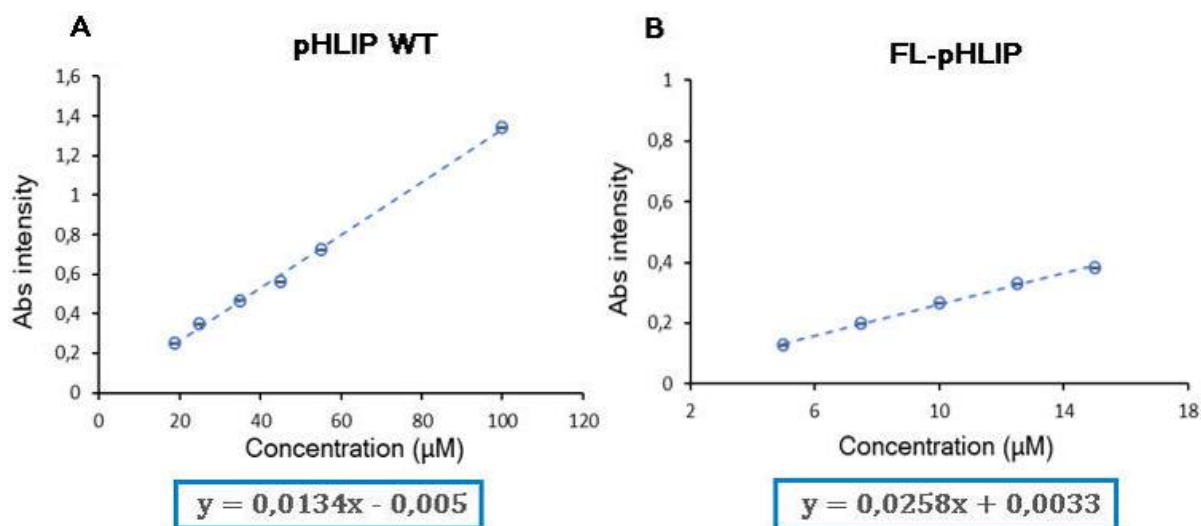 A
pHLIP WT
1,6
1,4
1,2
1
0,8
0,6
0,4
0,2
0
0 20 40 60 80 100 120
Abs intensity
Concentration (µM)
y = 0,0134x - 0,005
B
FL-pHLIP
1
0,8
0,6
0,4
0,2
0
2 6 10 14 18
Abs intensity
Concentration (µM)
y = 0,0258x + 0,0033